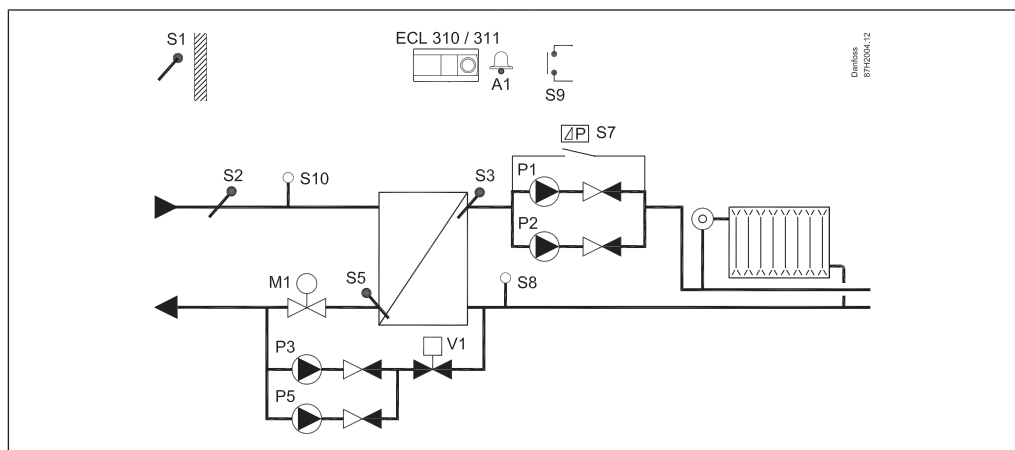 S1
ECL 310 / 311
A1
S9
Danfoss
87H2004.12
ΔP S7
P1
S2
S10
S3
P2
M1
S5
S8
P3
V1
P5